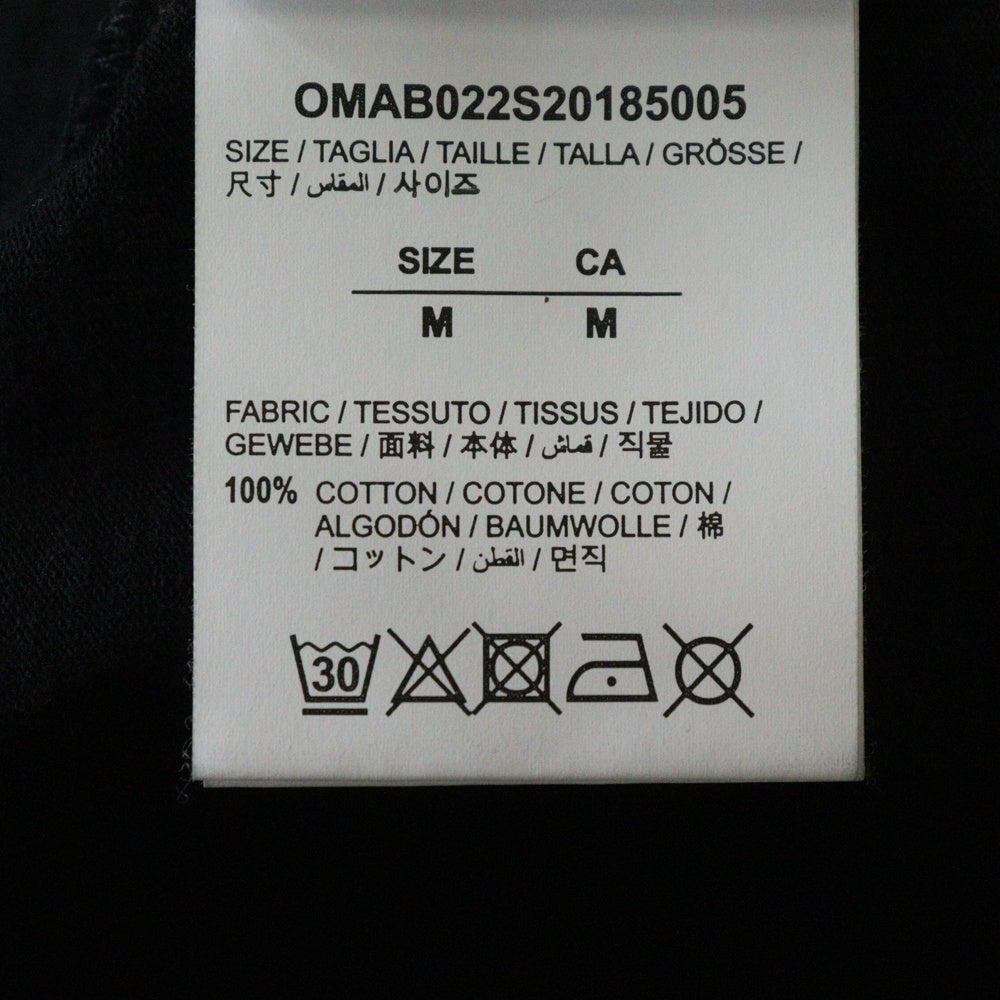 OMAB022S20185005
SIZE / TAGLIA / TAILLE / TALLA / GRÖSSE /
尺寸 / المقاس / 사이즈
SIZE CA
M M
FABRIC / TESSUTO / TISSUS / TEJIDO /
GEWEBE / 面料 / 本体 / قماش / 직물
100% COTTON / COTONE / COTON /
ALGODÓN / BAUMWOLLE / 棉
/ コットン / القطن / 면직
30